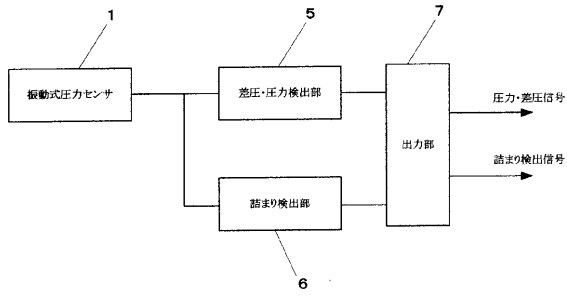 1
5
7
振動式圧力センサ
差圧・圧力検出部
出力部
圧力・差圧信号
詰まり検出信号
詰まり検出部
6